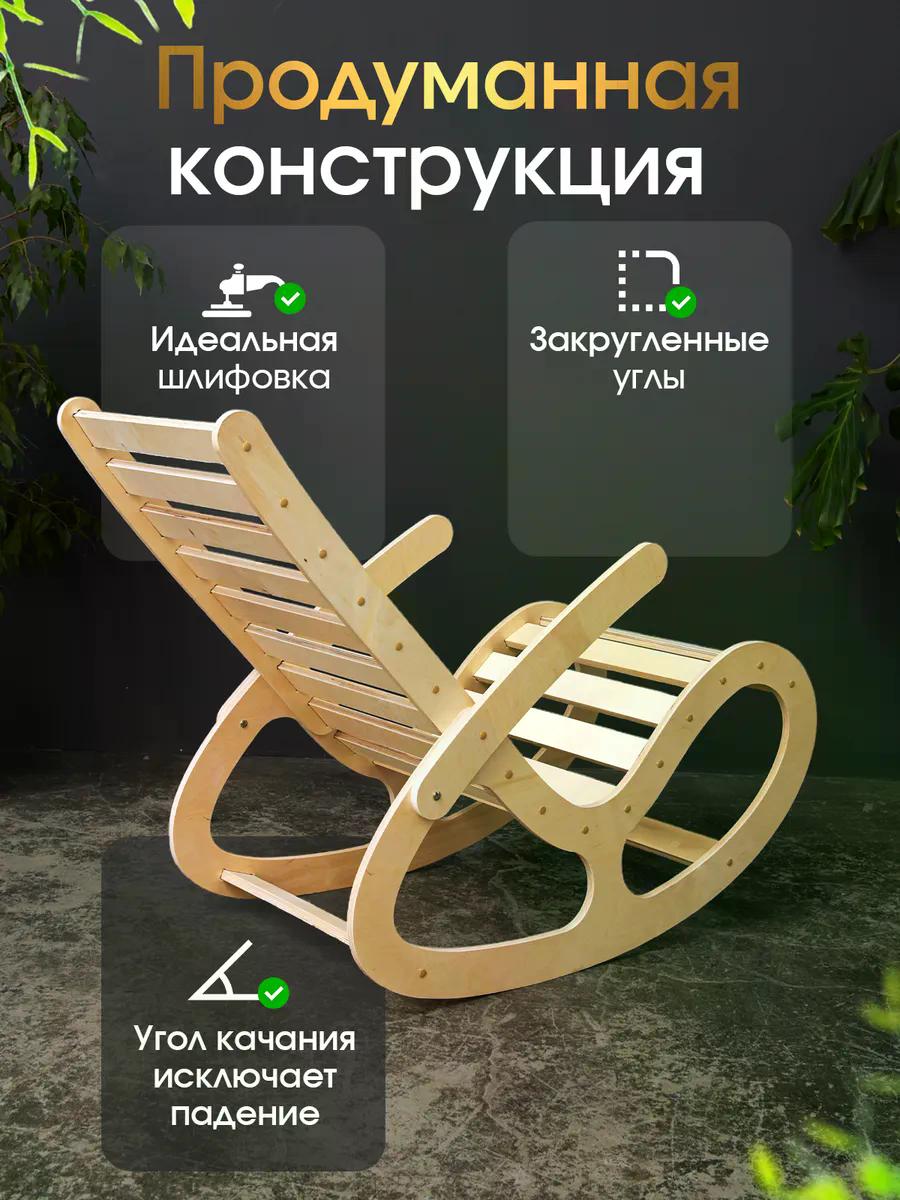 Продуманная
конструкция
Идеальная
шлифовка
Закругленные
углы
Угол качания
исключает
падение